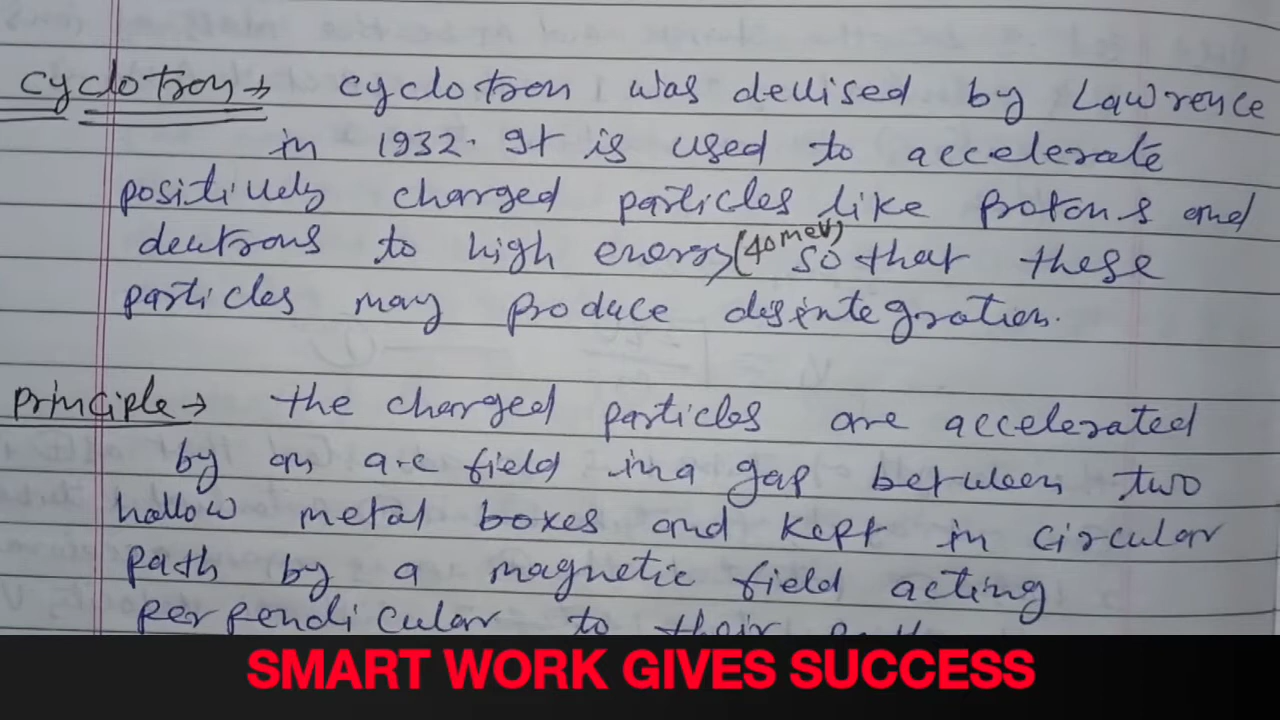 cyclotron→ cyclotron was devised by Lawrence
in 1932. It is used to accelerate
positively charged particles like protons and
deutrons to high energy (40 mev) so that these
particles may produce disintegration.
principle→ the charged particles are accelerated
by an are field in a gap between two
hollow metal boxes and kept in circular
path by a magnetic field acting
perpendicular to their
SMART WORK GIVES SUCCESS